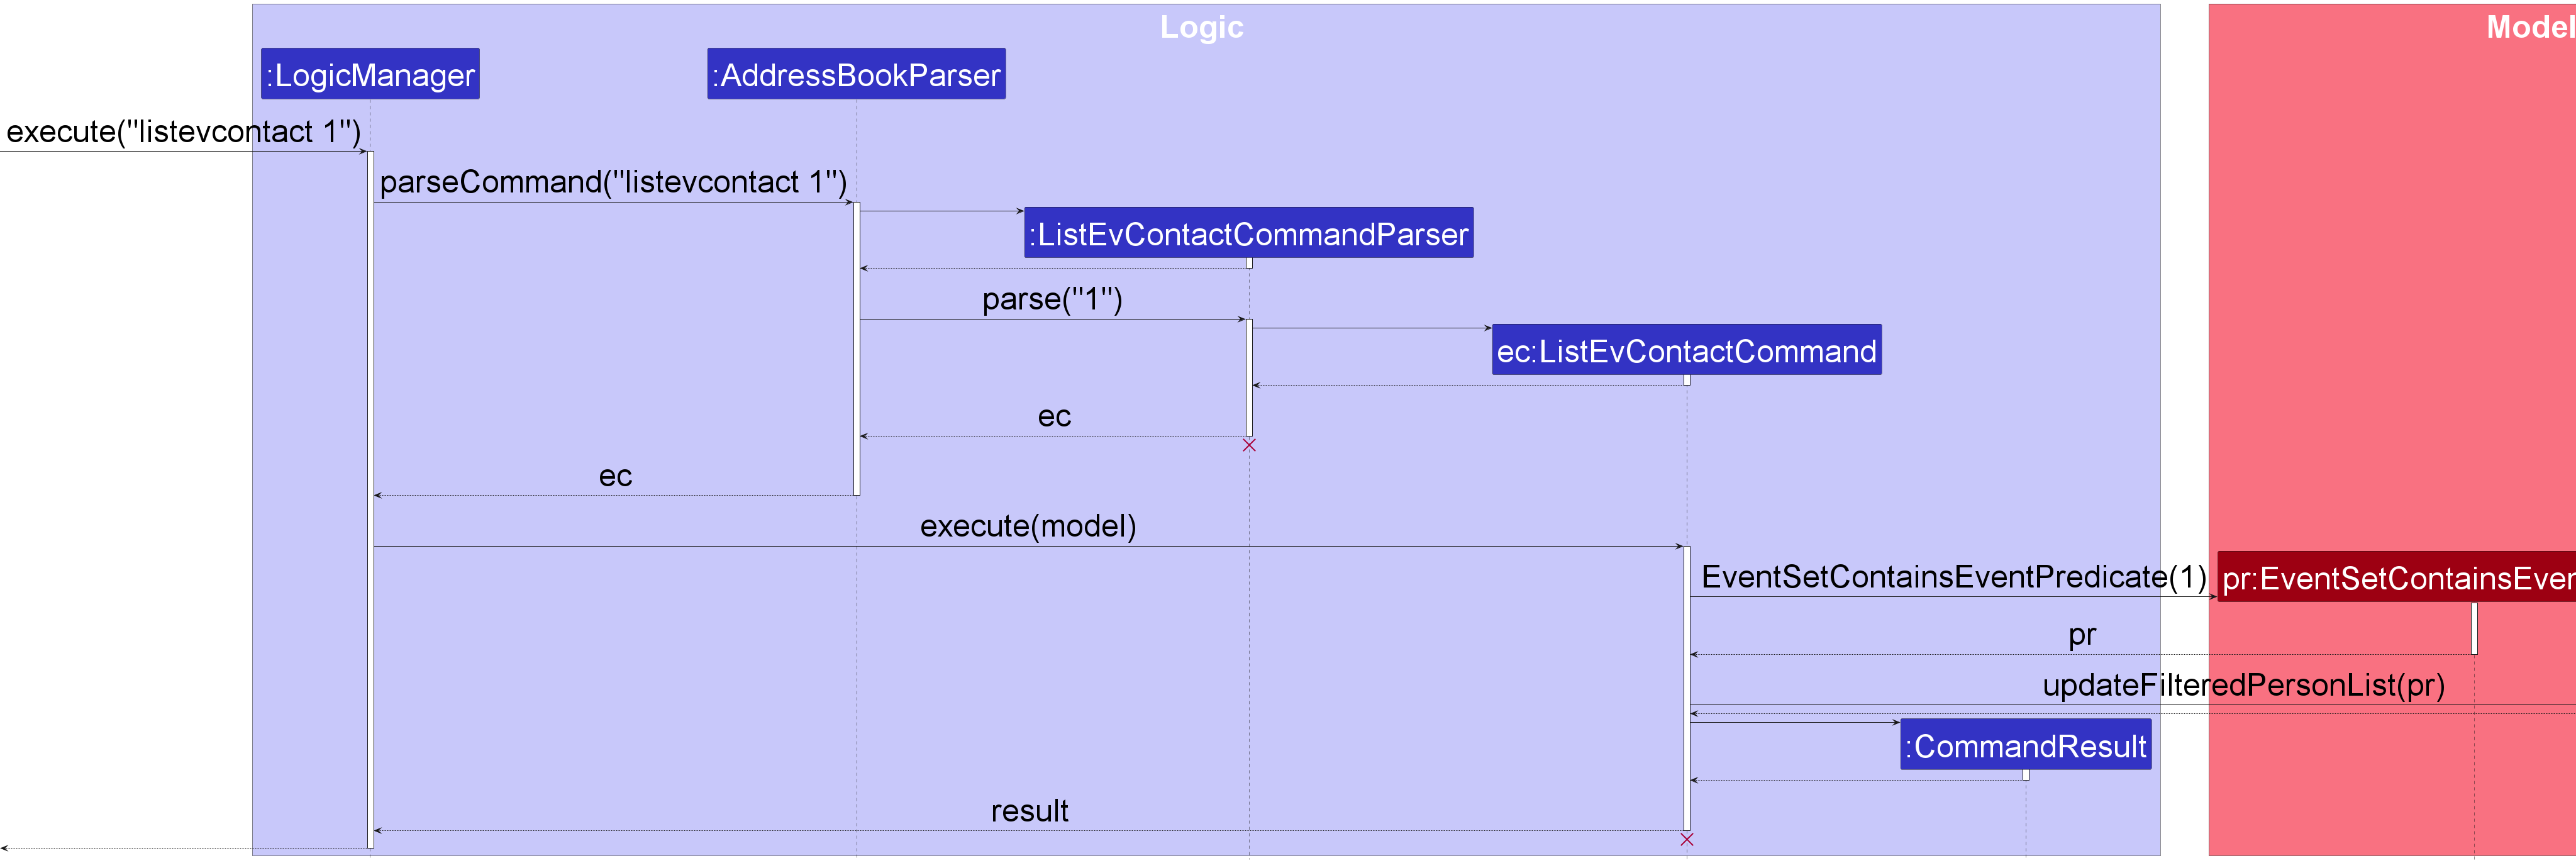 Logic
Model
:LogicManager
:AddressBookParser
execute("listevcontact 1")
parseCommand("listevcontact 1")
:ListEvContactCommandParser
parse("1")
ec:ListEvContactCommand
ec
ec
execute(model)
EventSetContainsEventPredicate(1)
pr:EventSetContainsEven
pr
updateFilteredPersonList(pr)
:CommandResult
result